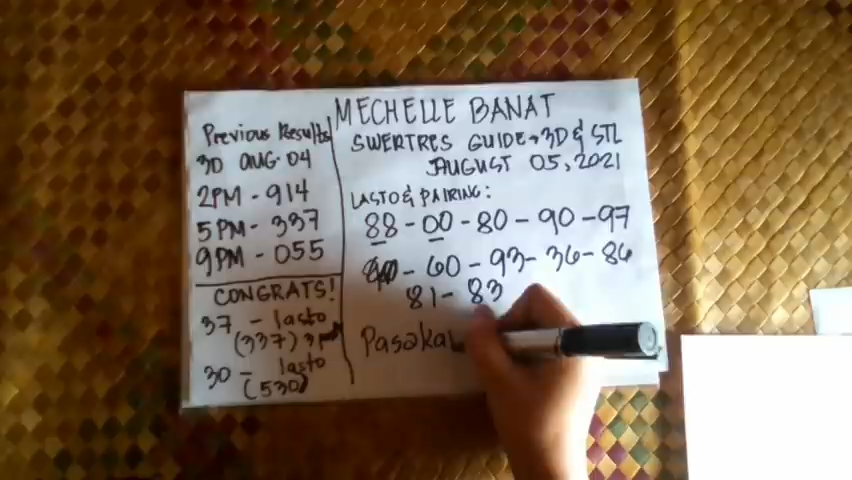 Previous Results
3D AUG. 04
2PM - 914
5PM - 337
9PM - 055
CONGRATS!
37 - lasto
(337)
30 - lasto
(530)
MECHELLE BANAT
SWERTRES GUIDE → 3D & STL
AUGUST 05, 2021
LASTO & PAIRING:
88 - 00 - 80 - 90 - 97
- 60 - 93 - 36 - 86
81 - 83